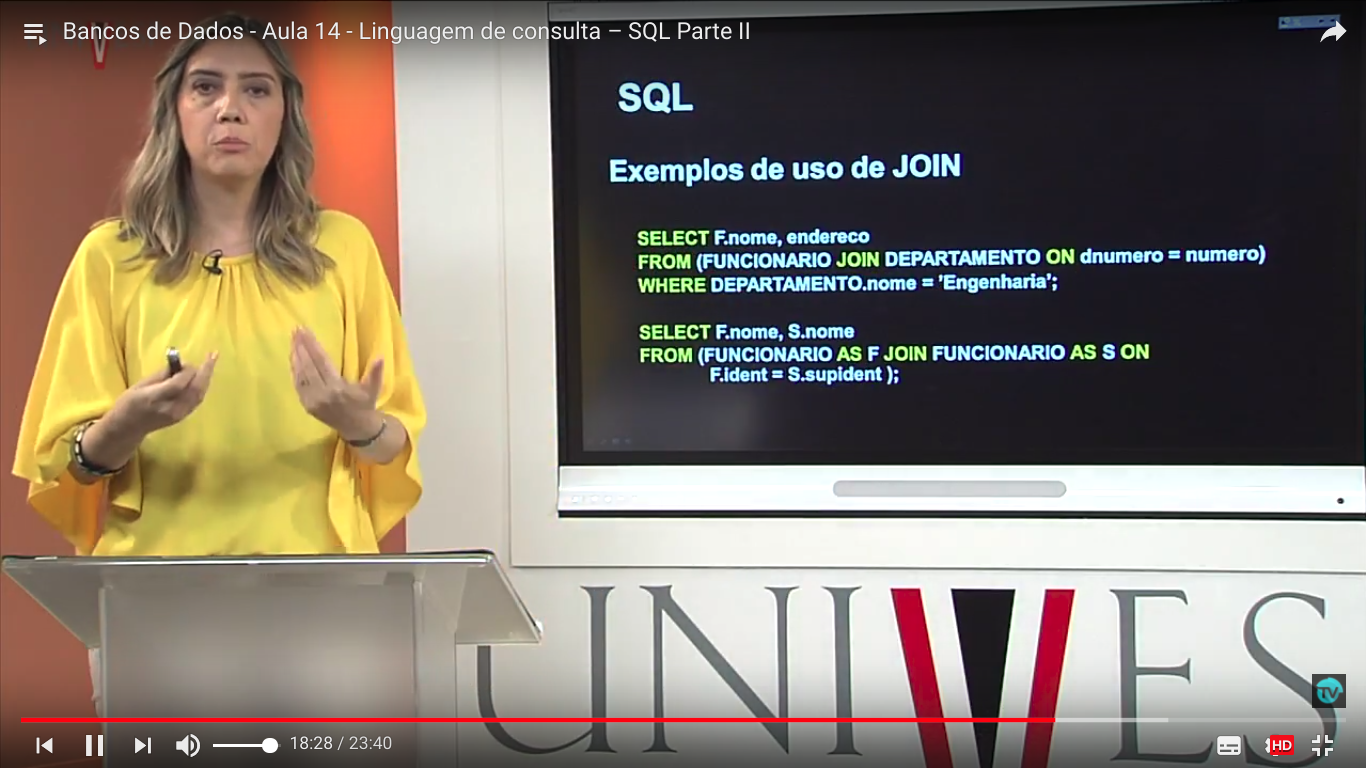 Bancos de Dados - Aula 14 - Linguagem de consulta – SQL Parte II
SQL
Exemplos de uso de JOIN
SELECT F.nome, endereco
FROM (FUNCIONARIO JOIN DEPARTAMENTO ON dnumero = numero)
WHERE DEPARTAMENTO.nome = 'Engenharia';
SELECT F.nome, S.nome
FROM (FUNCIONARIO AS F JOIN FUNCIONARIO AS S ON
F.ident = S.supident );
UNIVES
TV
18:28 / 23:40
HD